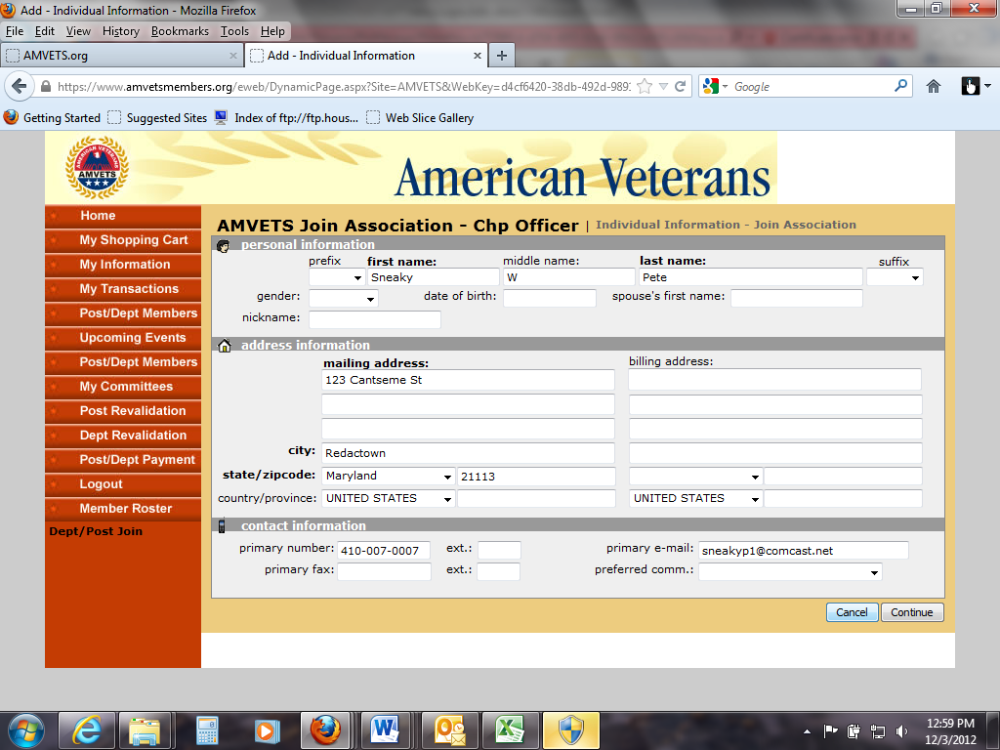 Add - Individual Information - Mozilla Firefox
File Edit View History Bookmarks Tools Help
AMVETS.org
Add - Individual Information
https://www.amvetsmembers.org/eweb/DynamicPage.aspx?Site=AMVETS&WebKey=d4cf6420-38db-492d-989
Google
Getting Started Suggested Sites Index of ftp://ftp.hous... Web Slice Gallery
AMERICAN VETERANS
AMVETS
American Veterans
Home
My Shopping Cart
My Information
My Transactions
Post/Dept Members
Upcoming Events
Post/Dept Members
My Committees
Post Revalidation
Dept Revalidation
Post/Dept Payment
Logout
Member Roster
Dept/Post Join
AMVETS Join Association - Chp Officer | Individual Information - Join Association
personal information
prefix first name: middle name: last name: suffix
Sneaky W Pete
gender: date of birth: spouse's first name:
nickname:
address information
mailing address: billing address:
123 Cantseme St
city: Redactown
state/zipcode: Maryland 21113
country/province: UNITED STATES UNITED STATES
contact information
primary number: 410-007-0007 ext.: primary e-mail: sneakyp1@comcast.net
primary fax: ext.: preferred comm.:
Cancel Continue
12:59 PM
12/3/2012